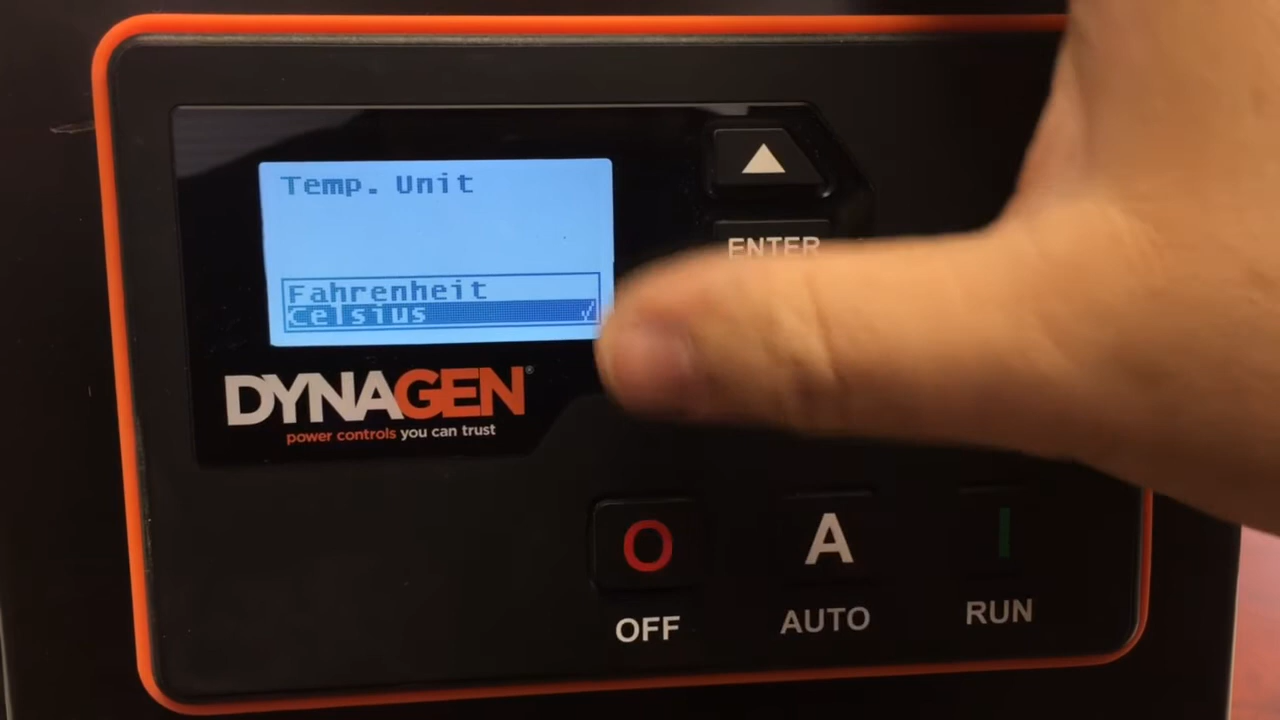 Temp. Unit
ENTER
Fahrenheit
Celsius
DYNAGEN®
power controls you can trust
O
A
I
OFF
AUTO
RUN